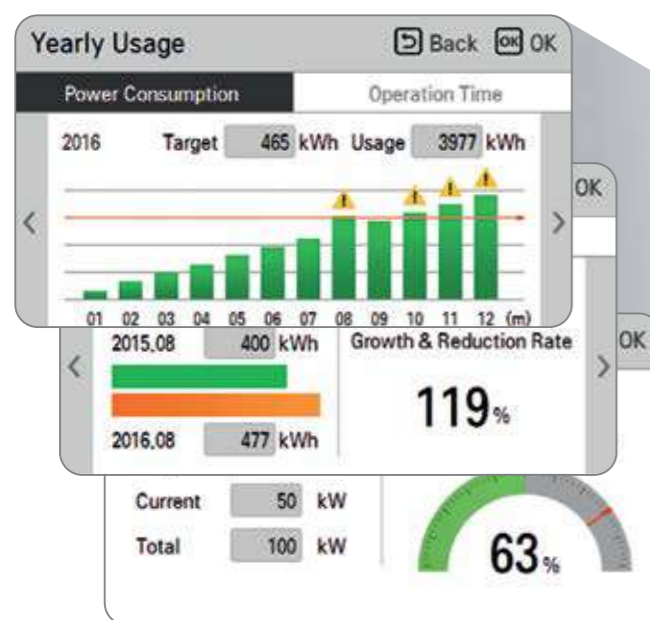 Yearly Usage Back OK OK
Power Consumption Operation Time
2016 Target 465 kWh Usage 3977 kWh
01 02 03 04 05 06 07 08 09 10 11 12 (m)
OK
2015.08 400 kWh Growth & Reduction Rate
119%
2016.08 477 kWh
OK
Current 50 kW
Total 100 kW
63%